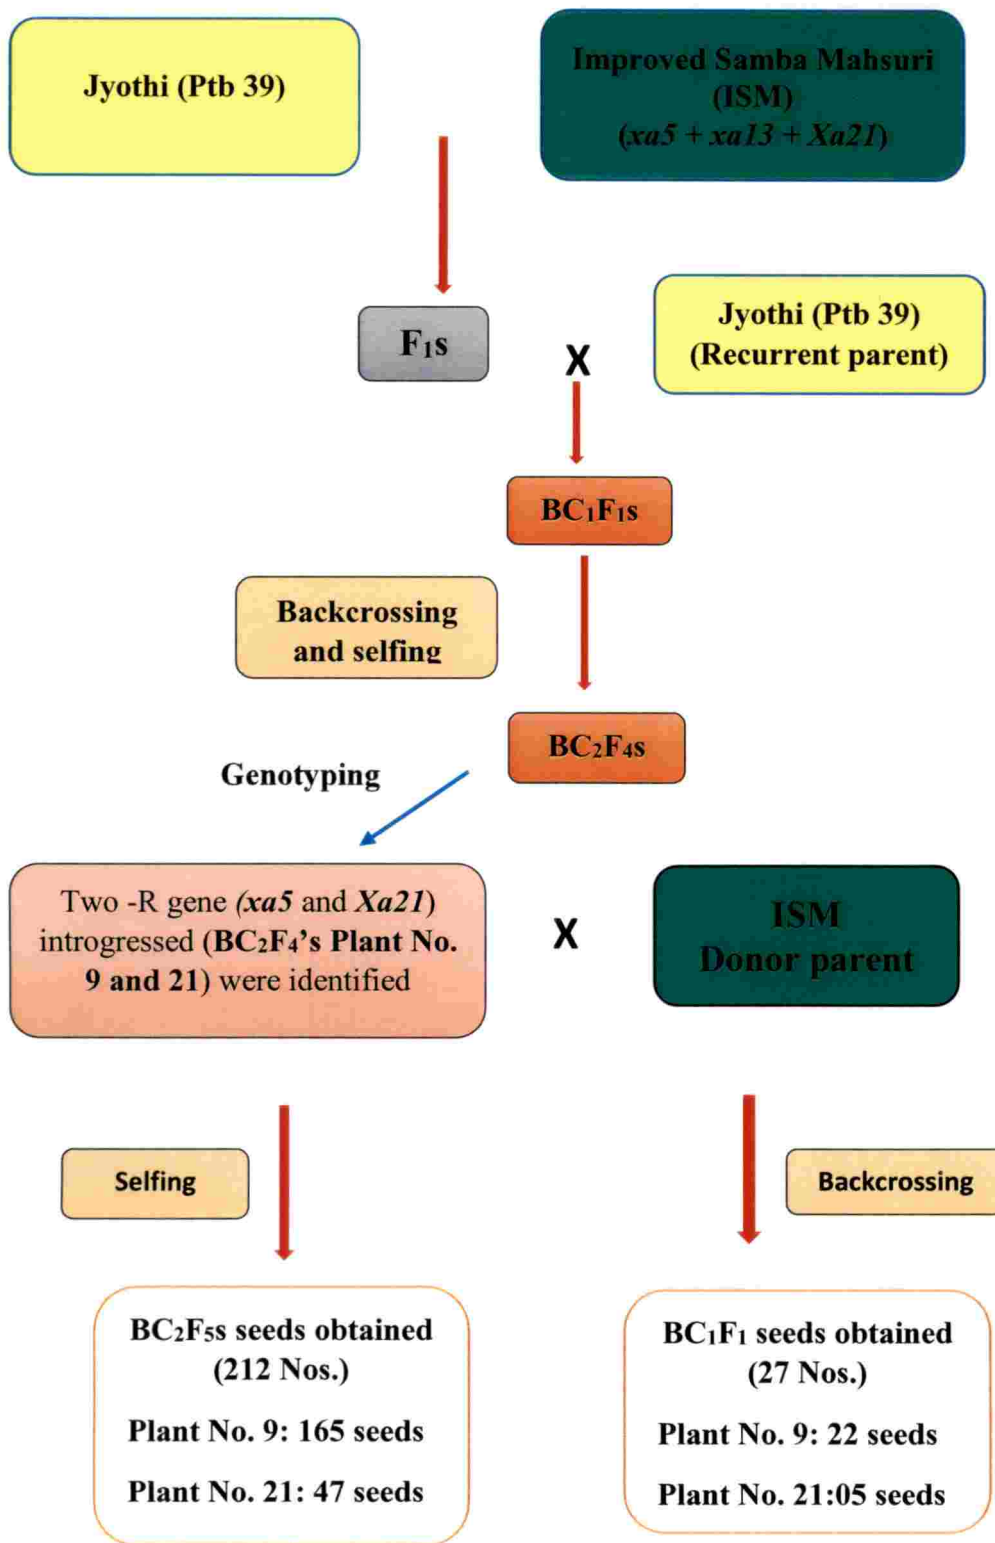 Jyothi (Ptb 39)
Improved Samba Mahsuri
(ISM)
(xa5 + xa13 + Xa21)
F₁s
X
Jyothi (Ptb 39)
(Recurrent parent)
BC₁F₁s
Backcrossing
and selfing
BC₂F₄s
Genotyping
Two -R gene (xa5 and Xa21)
introgressed (BC₂F₄’s Plant No.
9 and 21) were identified
X
ISM
Donor parent
Selfing
Backcrossing
BC₂F₅s seeds obtained
(212 Nos.)
Plant No. 9: 165 seeds
Plant No. 21: 47 seeds
BC₁F₁ seeds obtained
(27 Nos.)
Plant No. 9: 22 seeds
Plant No. 21:05 seeds